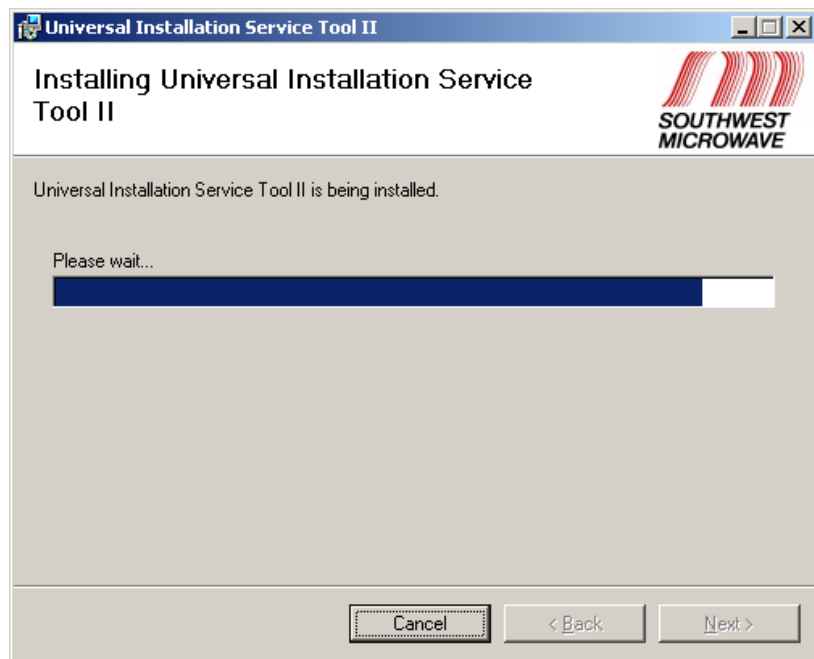 Universal Installation Service Tool II
Installing Universal Installation Service
Tool II
SOUTHWEST
MICROWAVE
Universal Installation Service Tool II is being installed.
Please wait...
Cancel
< Back
Next >